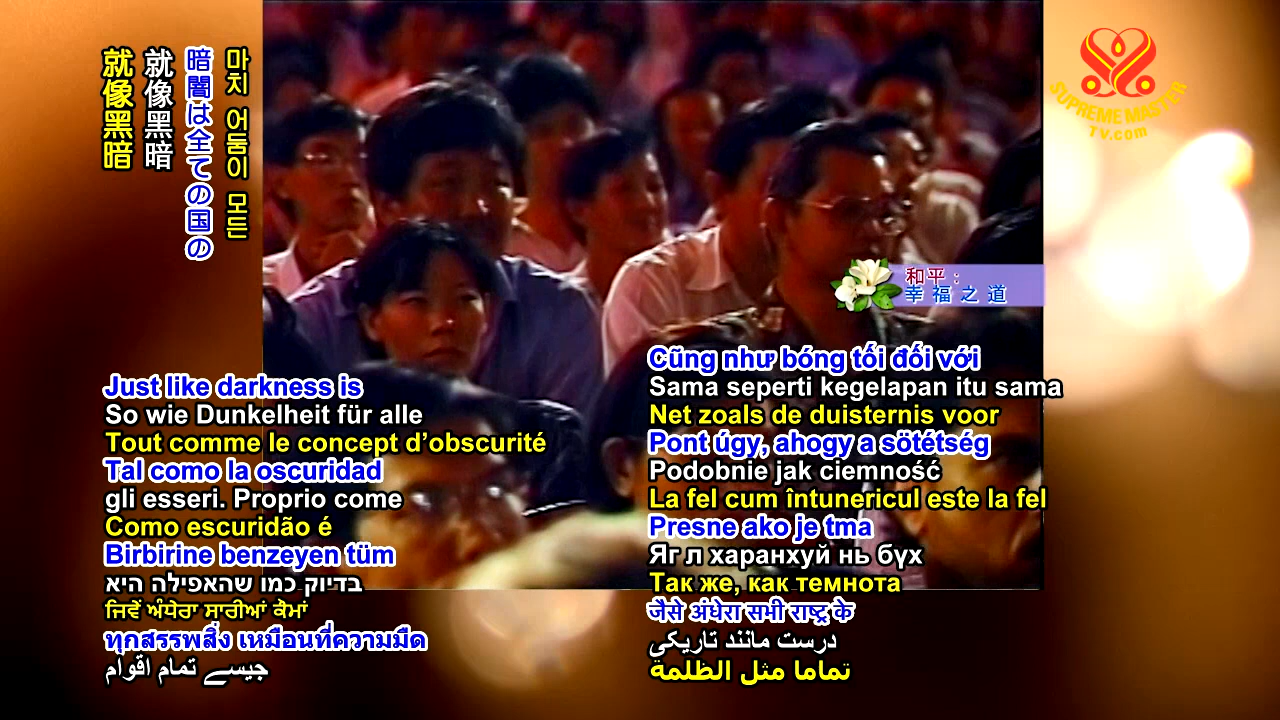 就像黑暗
就像黑暗
暗闇は全ての国の
마치 어둠이 모든
SUPREME MASTER
TV.com
和平：
幸福之道
Just like darkness is
So wie Dunkelheit für alle
Tout comme le concept d’obscurité
Tal como la oscuridad
gli esseri. Proprio come
Como escuridão é
Birbirine benzeyen tüm
בדיוק כמו שהאפילה היא
ਜਿਵੇਂ ਅੰਧੇਰਾ ਸਾਰੀਆਂ ਕੈਮਾਂ
ทุกสรรพสิ่ง เหมือนที่ความมืด
جیسے تمام اقوام
Cũng như bóng tối đối với
Sama seperti kegelapan itu sama
Net zoals de duisternis voor
Pont úgy, ahogy a sötétség
Podobnie jak ciemność
La fel cum întunericul este la fel
Presne ako je tma
Яг л харанхуй нь бүх
Так же, как темнота
जैसे अंधेरा सभी राष्ट्र के
درست مانند تاریکی
تماما مثل الظلمة